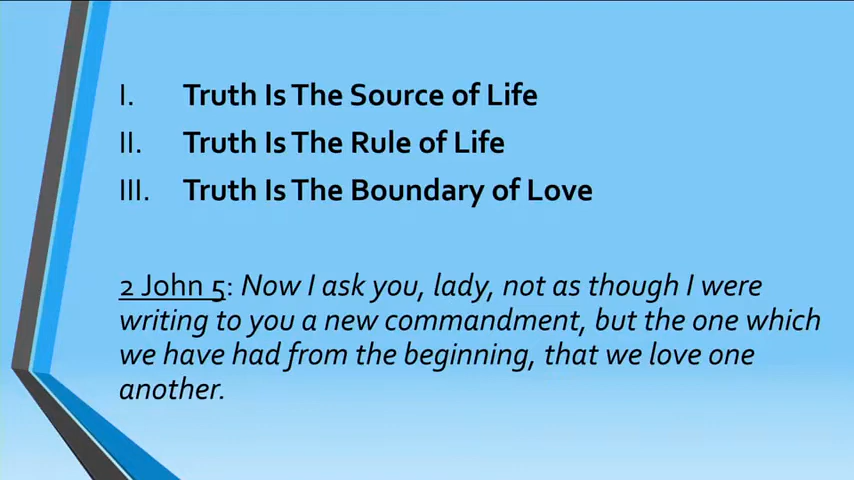 I. Truth Is The Source of Life
II. Truth Is The Rule of Life
III. Truth Is The Boundary of Love
2 John 5: Now I ask you, lady, not as though I were
writing to you a new commandment, but the one which
we have had from the beginning, that we love one
another.